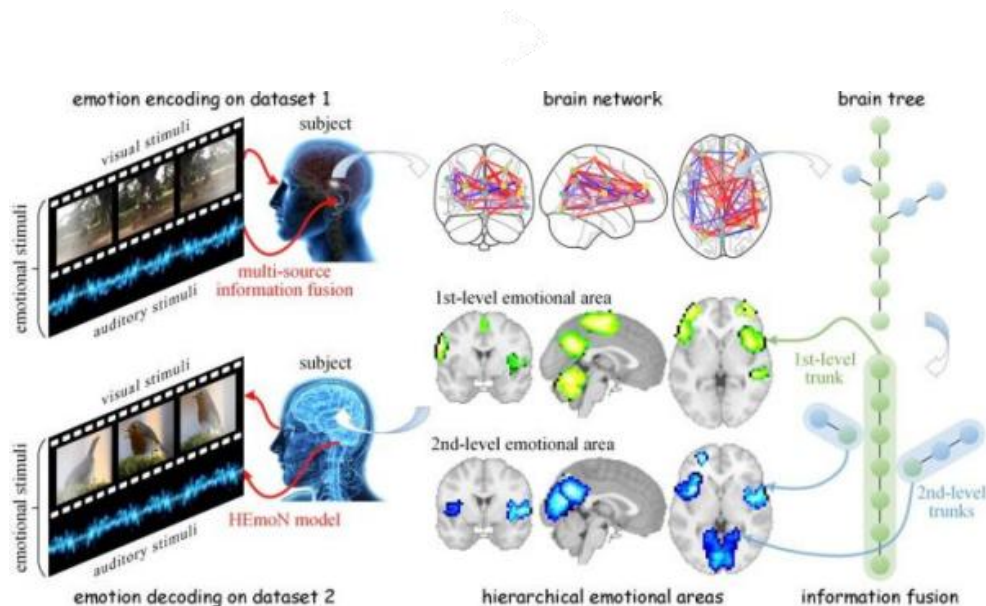 emotion encoding on dataset 1
brain network
brain tree
visual stimuli
subject
emotional stimuli
multi-source
information fusion
auditory stimuli
1st-level emotional area
1st-level
trunk
visual stimuli
subject
emotional stimuli
2nd-level emotional area
2nd-level
trunks
HEmoN model
auditory stimuli
emotion decoding on dataset 2
hierarchical emotional areas
information fusion